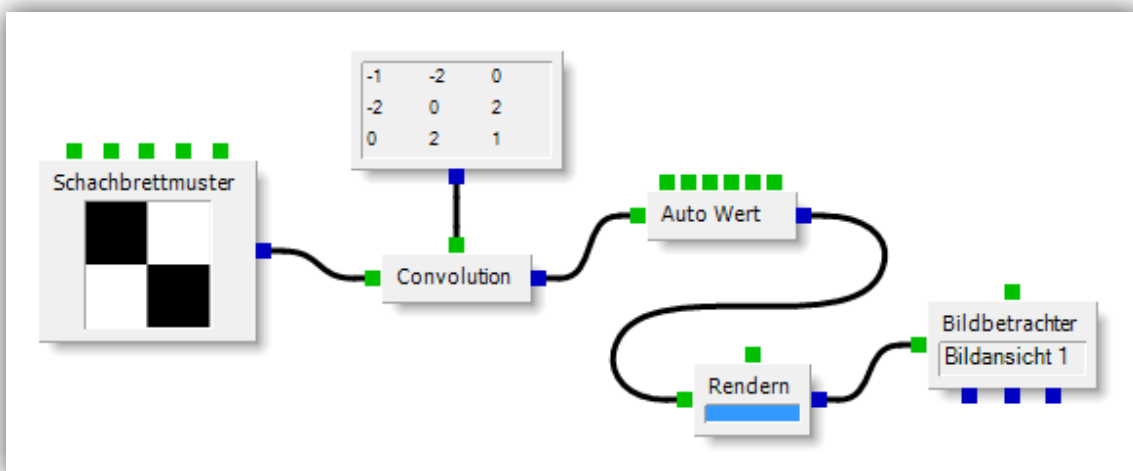 -1 -2 0
-2 0 2
0 2 1
Schachbrettmuster
Auto Wert
Convolution
Bildbetrachter
Bildansicht 1
Rendern